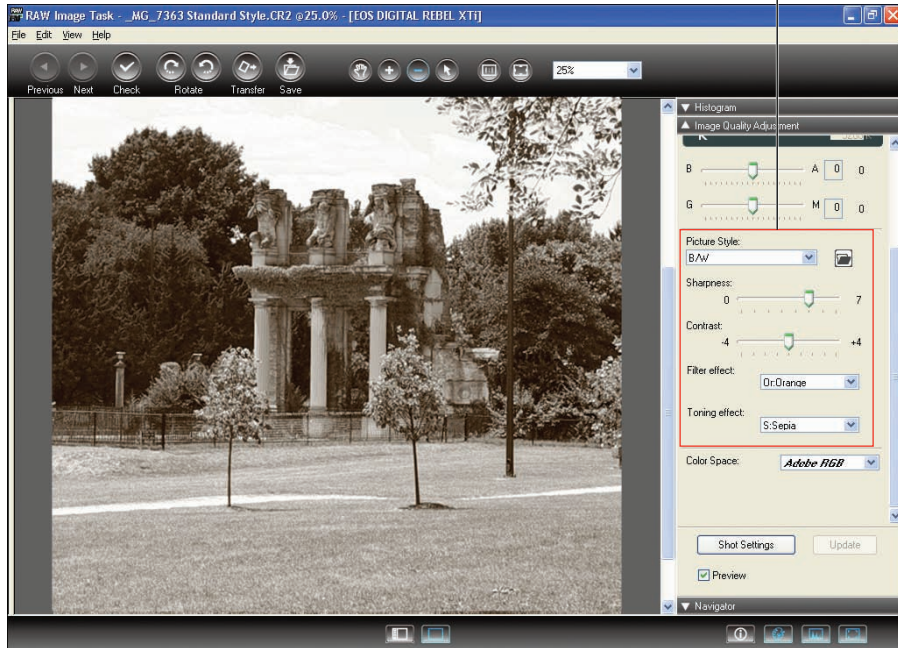 RAW Image Task - _MG_7363 Standard Style.CR2 @25.0% - [EOS DIGITAL REBEL XTi]
File Edit View Help
25%
Previous Next Check Rotate Transfer Save
Histogram
Image Quality Adjustment
K
B A 0 0
G M 0 0
Picture Style:
B/W
Sharpness:
0 7
Contrast:
-4 +4
Filter effect:
Or:Orange
Toning effect:
S:Sepia
Color Space: Adobe RGB
Shot Settings Update
Preview
Navigator